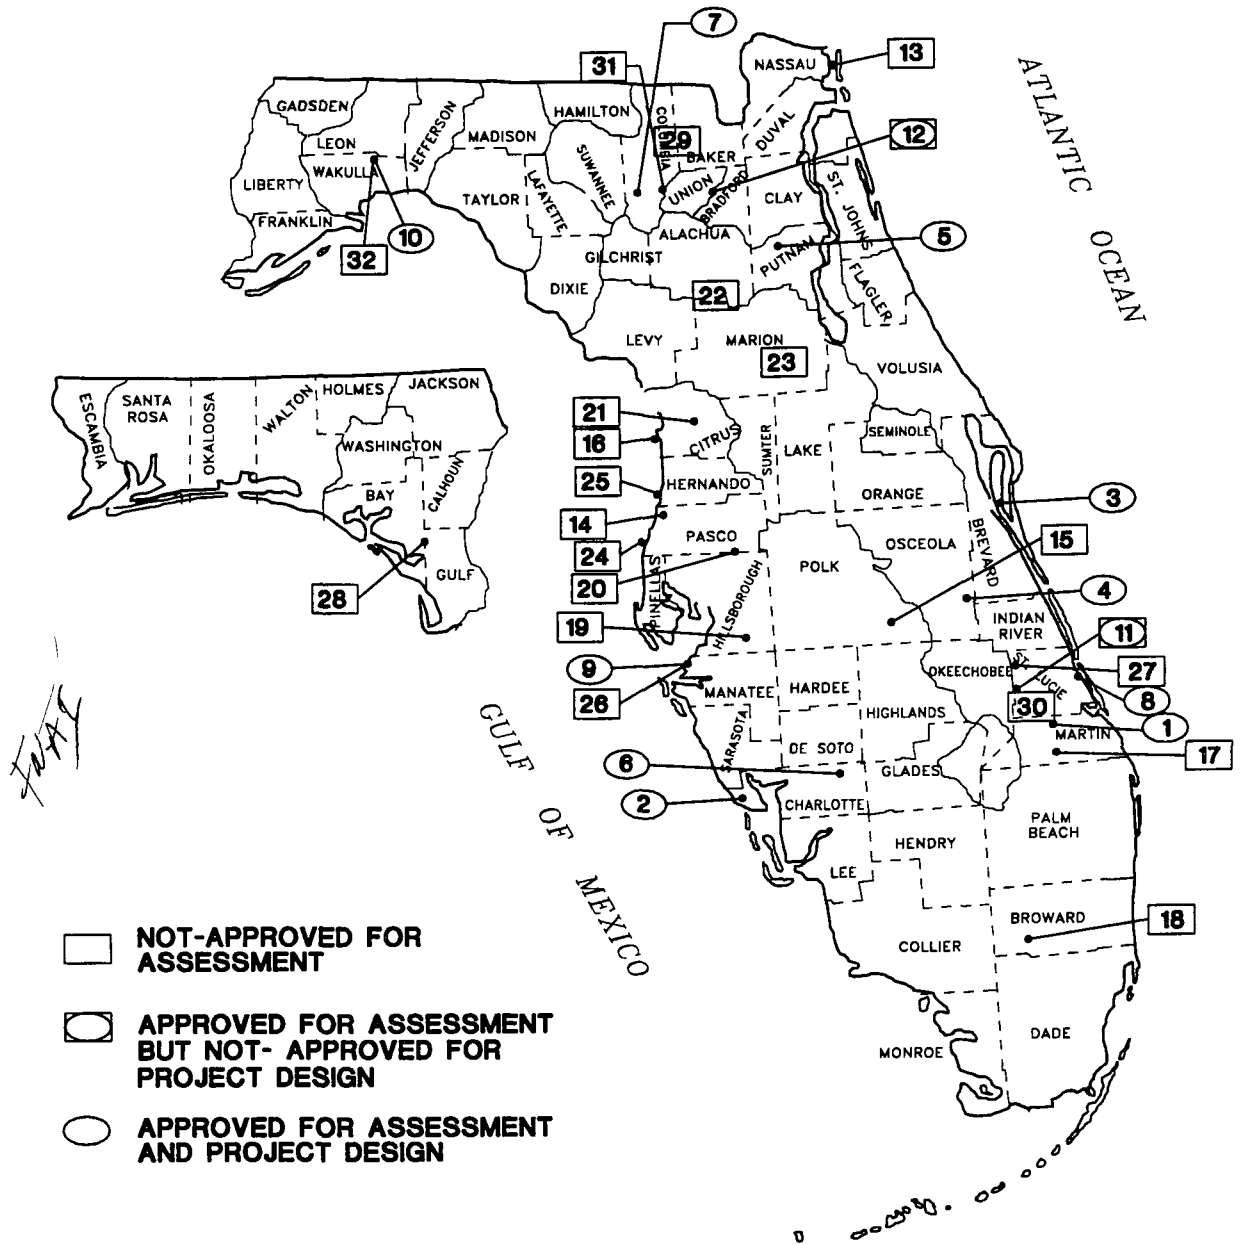 7
31
13
NASSAU
ATLANTIC OCEAN
GADSDEN
HAMILTON
COLUMBIA
29
12
DUVAL
LEON
JEFFERSON
MADISON
BAKER
WAKULLA
SUWANNEE
LIBERTY
TAYLOR
LAFAYETTE
UNION
BRADFORD
CLAY
ST. JOHNS
FRANKLIN
10
32
ALACHUA
5
PUTNAM
GILCHRIST
DIXIE
22
FLAGLER
LEVY
MARION
23
VOLUSIA
ESCAMBIA
SANTA
ROSA
OKALOOSA
WALTON
HOLMES
JACKSON
WASHINGTON
BAY
CALHOUN
GULF
28
21
16
CITRUS
SUMTER
LAKE
SEMINOLE
25
HERNANDO
ORANGE
3
14
PASCO
OSCEOLA
BREVARD
15
24
20
PINELLAS
HILLSBOROUGH
POLK
4
19
INDIAN
RIVER
11
9
OKEECHOBEE
ST. LUCIE
27
26
MANATEE
HARDEE
30
8
HIGHLANDS
SARASOTA
MARTIN
1
DE SOTO
17
6
GLADES
2
CHARLOTTE
PALM
BEACH
HENDRY
LEE
GULF OF MEXICO
BROWARD
18
COLLIER
DADE
MONROE
NOT-APPROVED FOR
ASSESSMENT
APPROVED FOR ASSESSMENT
BUT NOT- APPROVED FOR
PROJECT DESIGN
APPROVED FOR ASSESSMENT
AND PROJECT DESIGN